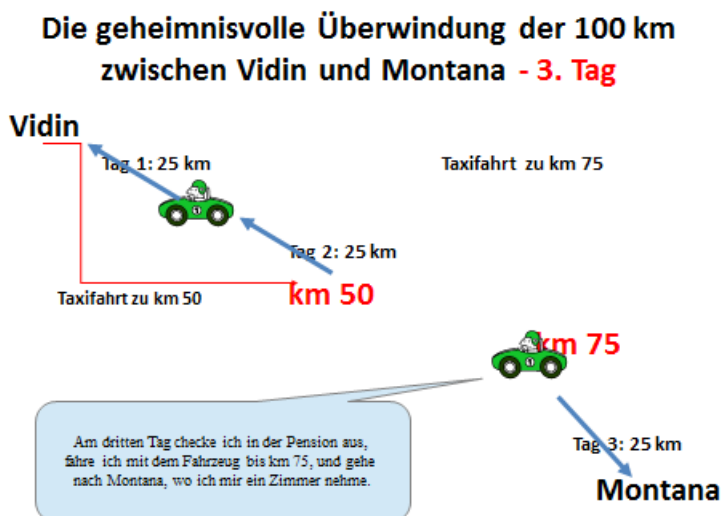 Die geheimnisvolle Überwindung der 100 km
zwischen Vidin und Montana - 3. Tag
Vidin
Tag 1: 25 km
Taxifahrt zu km 75
1
Tag 2: 25 km
Taxifahrt zu km 50
km 50
km 75
1
Am dritten Tag checke ich in der Pension aus,
fahre ich mit dem Fahrzeug bis km 75, und gehe
nach Montana, wo ich mir ein Zimmer nehme.
Tag 3: 25 km
Montana